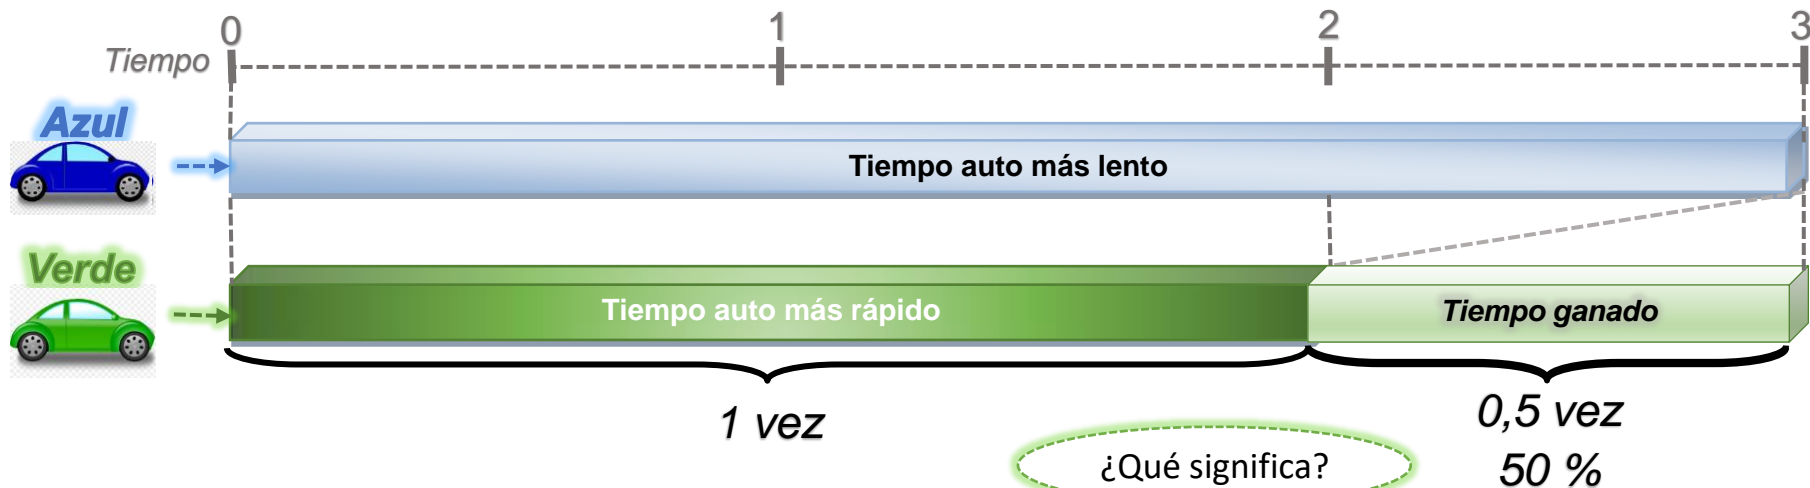 0 1 2 3
Tiempo
Azul
Tiempo auto más lento
Verde
Tiempo auto más rápido
Tiempo ganado
1 vez
0,5 vez
¿Qué significa?
50 %